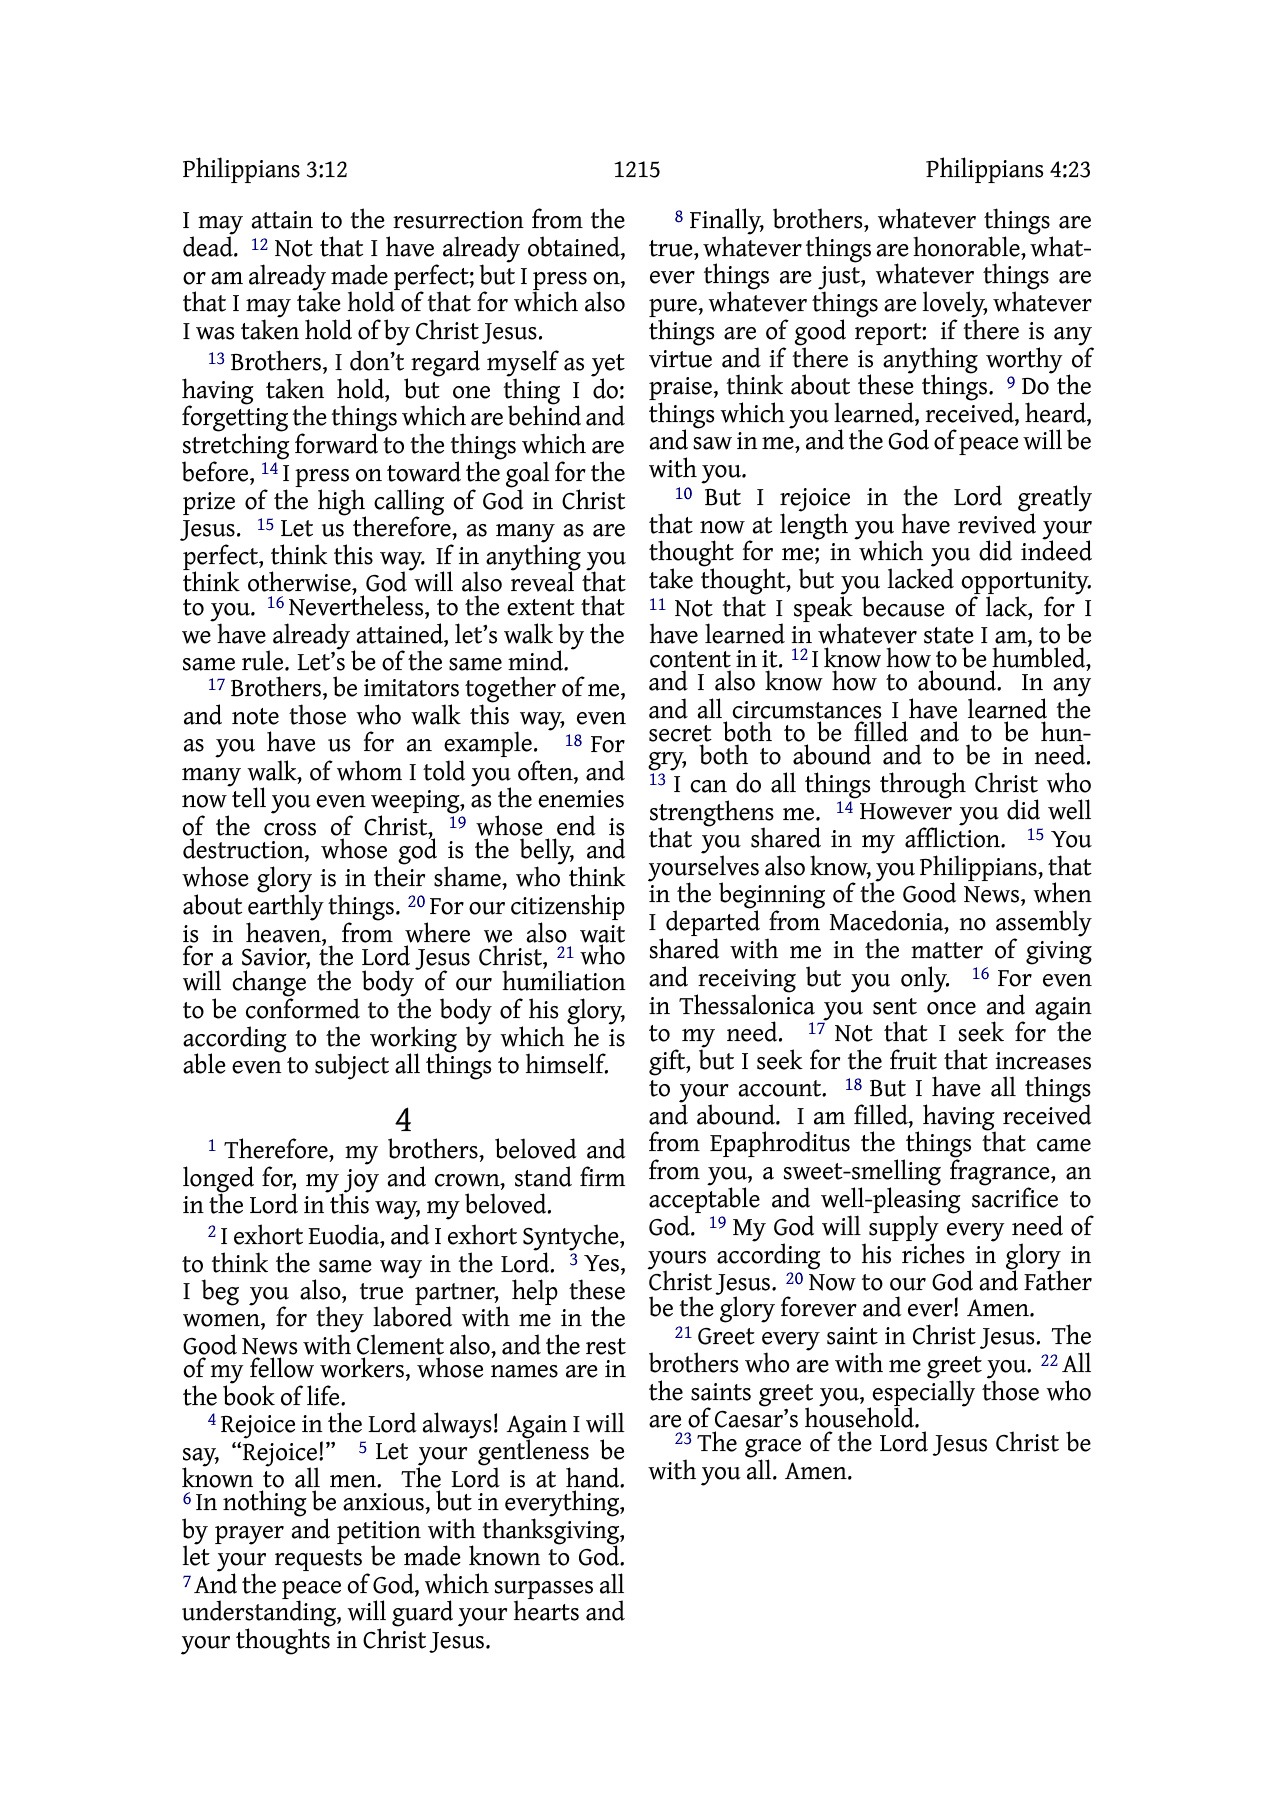 Philippians 3:12 1215 Philippians 4:23
I may attain to the resurrection from the
dead. 12 Not that I have already obtained,
or am already made perfect; but I press on,
that I may take hold of that for which also
I was taken hold of by Christ Jesus.
13 Brothers, I don’t regard myself as yet
having taken hold, but one thing I do:
forgetting the things which are behind and
stretching forward to the things which are
before, 14 I press on toward the goal for the
prize of the high calling of God in Christ
Jesus. 15 Let us therefore, as many as are
perfect, think this way. If in anything you
think otherwise, God will also reveal that
to you. 16 Nevertheless, to the extent that
we have already attained, let’s walk by the
same rule. Let’s be of the same mind.
17 Brothers, be imitators together of me,
and note those who walk this way, even
as you have us for an example. 18 For
many walk, of whom I told you often, and
now tell you even weeping, as the enemies
of the cross of Christ, 19 whose end is
destruction, whose god is the belly, and
whose glory is in their shame, who think
about earthly things. 20 For our citizenship
is in heaven, from where we also wait
for a Savior, the Lord Jesus Christ, 21 who
will change the body of our humiliation
to be conformed to the body of his glory,
according to the working by which he is
able even to subject all things to himself.
4
1 Therefore, my brothers, beloved and
longed for, my joy and crown, stand firm
in the Lord in this way, my beloved.
2 I exhort Euodia, and I exhort Syntyche,
to think the same way in the Lord. 3 Yes,
I beg you also, true partner, help these
women, for they labored with me in the
Good News with Clement also, and the rest
of my fellow workers, whose names are in
the book of life.
4 Rejoice in the Lord always! Again I will
say, “Rejoice!” 5 Let your gentleness be
known to all men. The Lord is at hand.
6 In nothing be anxious, but in everything,
by prayer and petition with thanksgiving,
let your requests be made known to God.
7 And the peace of God, which surpasses all
understanding, will guard your hearts and
your thoughts in Christ Jesus.
8 Finally, brothers, whatever things are
true, whatever things are honorable, what-
ever things are just, whatever things are
pure, whatever things are lovely, whatever
things are of good report: if there is any
virtue and if there is anything worthy of
praise, think about these things. 9 Do the
things which you learned, received, heard,
and saw in me, and the God of peace will be
with you.
10 But I rejoice in the Lord greatly
that now at length you have revived your
thought for me; in which you did indeed
take thought, but you lacked opportunity.
11 Not that I speak because of lack, for I
have learned in whatever state I am, to be
content in it. 12 I know how to be humbled,
and I also know how to abound. In any
and all circumstances I have learned the
secret both to be filled and to be hun-
gry, both to abound and to be in need.
13 I can do all things through Christ who
strengthens me. 14 However you did well
that you shared in my affliction. 15 You
yourselves also know, you Philippians, that
in the beginning of the Good News, when
I departed from Macedonia, no assembly
shared with me in the matter of giving
and receiving but you only. 16 For even
in Thessalonica you sent once and again
to my need. 17 Not that I seek for the
gift, but I seek for the fruit that increases
to your account. 18 But I have all things
and abound. I am filled, having received
from Epaphroditus the things that came
from you, a sweet-smelling fragrance, an
acceptable and well-pleasing sacrifice to
God. 19 My God will supply every need of
yours according to his riches in glory in
Christ Jesus. 20 Now to our God and Father
be the glory forever and ever! Amen.
21 Greet every saint in Christ Jesus. The
brothers who are with me greet you. 22 All
the saints greet you, especially those who
are of Caesar’s household.
23 The grace of the Lord Jesus Christ be
with you all. Amen.